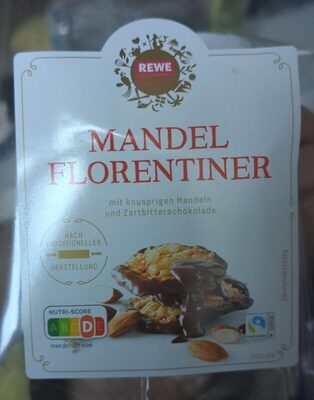 REWE
MANDEL
FLORENTINER
mit knusprigen Mandeln
und Zartbitterschokolade
NACH
TRADITIONELLER
HERSTELLUNG
NUTRI-SCORE
A B C D E